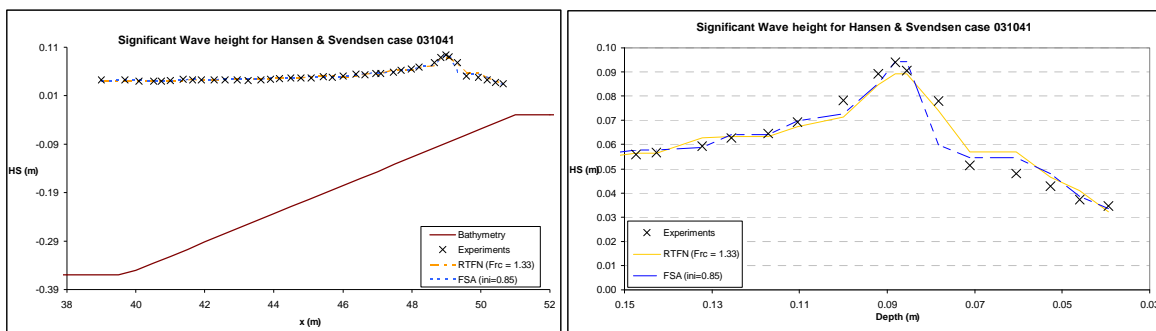 Significant Wave height for Hansen & Svendsen case 031041
0.11
0.01
-0.09
-0.19
-0.29
-0.39
HS (m)
38 40 42 44 46 48 50 52
x (m)
Bathymetry
Experiments
RTFN (Frc = 1.33)
FSA (ini=0.85)
Significant Wave height for Hansen & Svendsen case 031041
0.10
0.09
0.08
0.07
0.06
0.05
0.04
0.03
0.02
0.01
0.00
HS (m)
0.15 0.13 0.11 0.09 0.07 0.05 0.03
Depth (m)
Experiments
RTFN (Frc = 1.33)
FSA (ini=0.85)